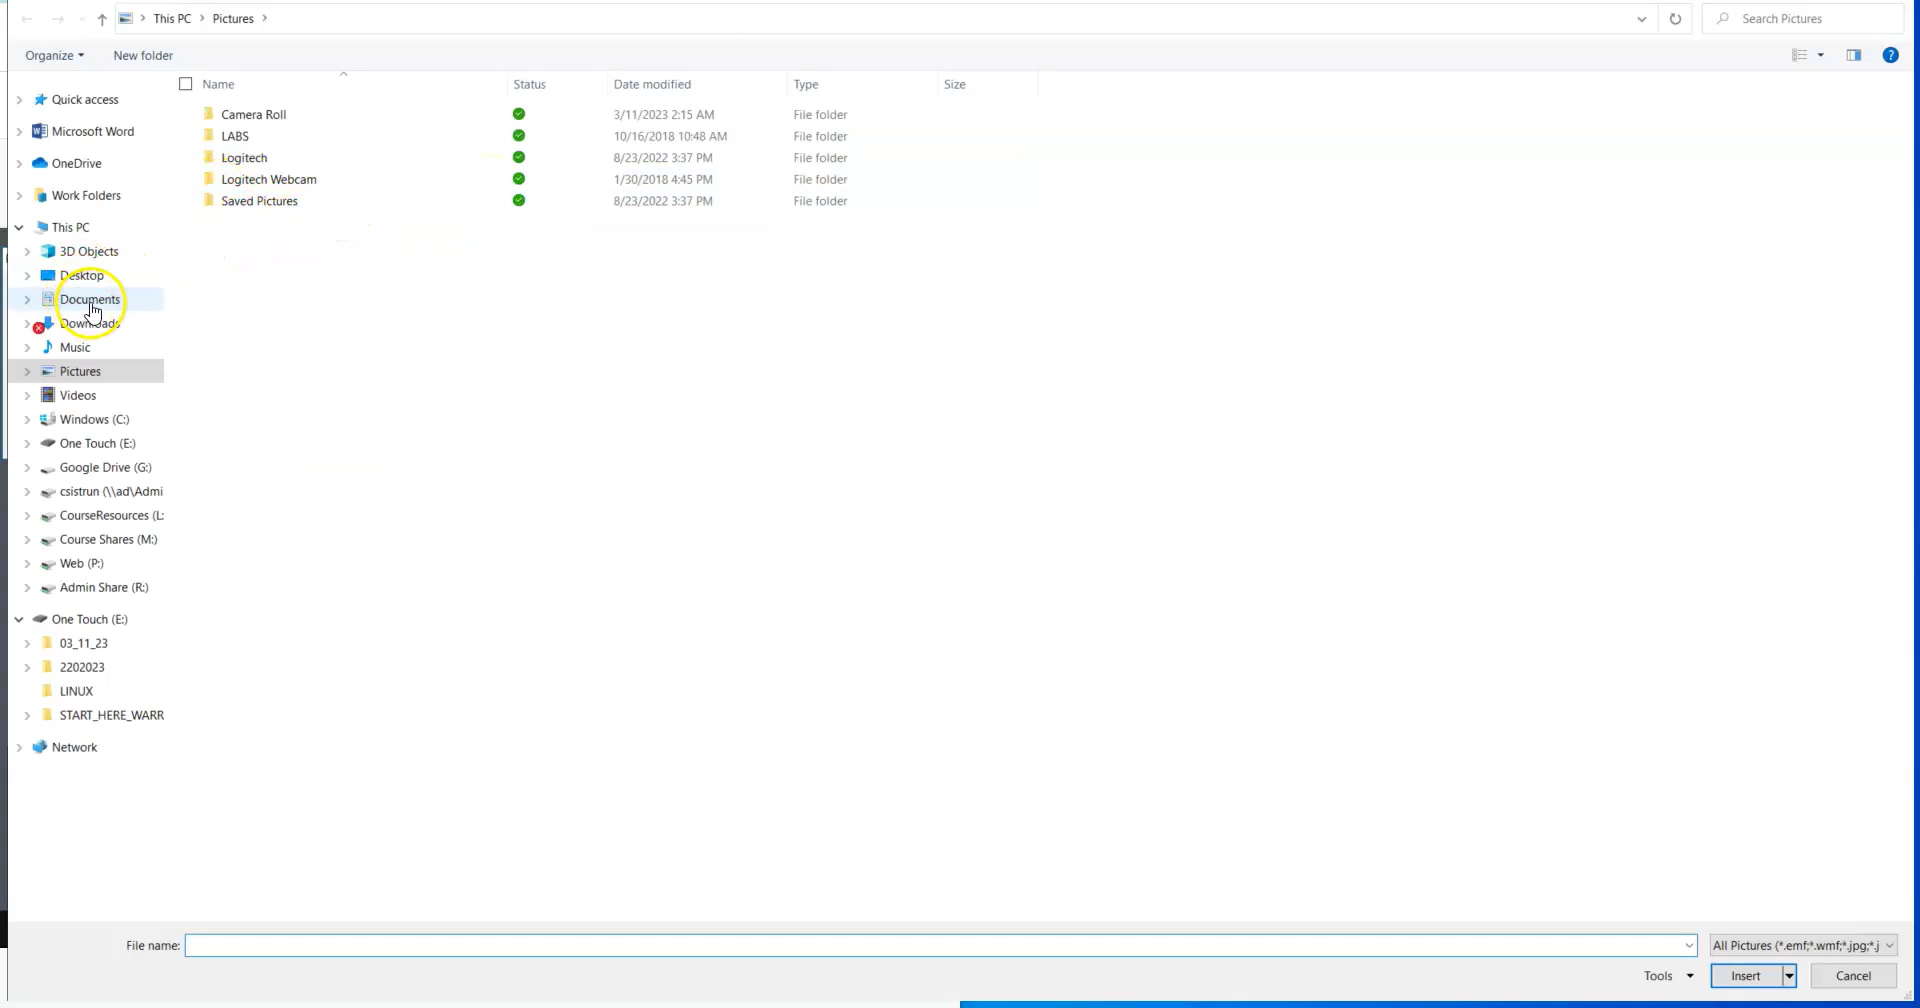 This PC > Pictures >
Search Pictures
Organize
New folder
Name
Status
Date modified
Type
Size
Camera Roll 3/11/2023 2:15 AM File folder
LABS 10/16/2018 10:48 AM File folder
Logitech 8/23/2022 3:37 PM File folder
Logitech Webcam 1/30/2018 4:45 PM File folder
Saved Pictures 8/23/2022 3:37 PM File folder
Quick access
Microsoft Word
OneDrive
Work Folders
This PC
3D Objects
Desktop
Documents
Downloads
Music
Pictures
Videos
Windows (C:)
One Touch (E:)
Google Drive (G:)
csistrun (\\ad\Admi
CourseResources (L:
Course Shares (M:)
Web (P:)
Admin Share (R:)
One Touch (E:)
03_11_23
2202023
LINUX
START_HERE_WARR
Network
File name:
All Pictures (*.emf;*.wmf;*.jpg;*.j
Tools
Insert
Cancel